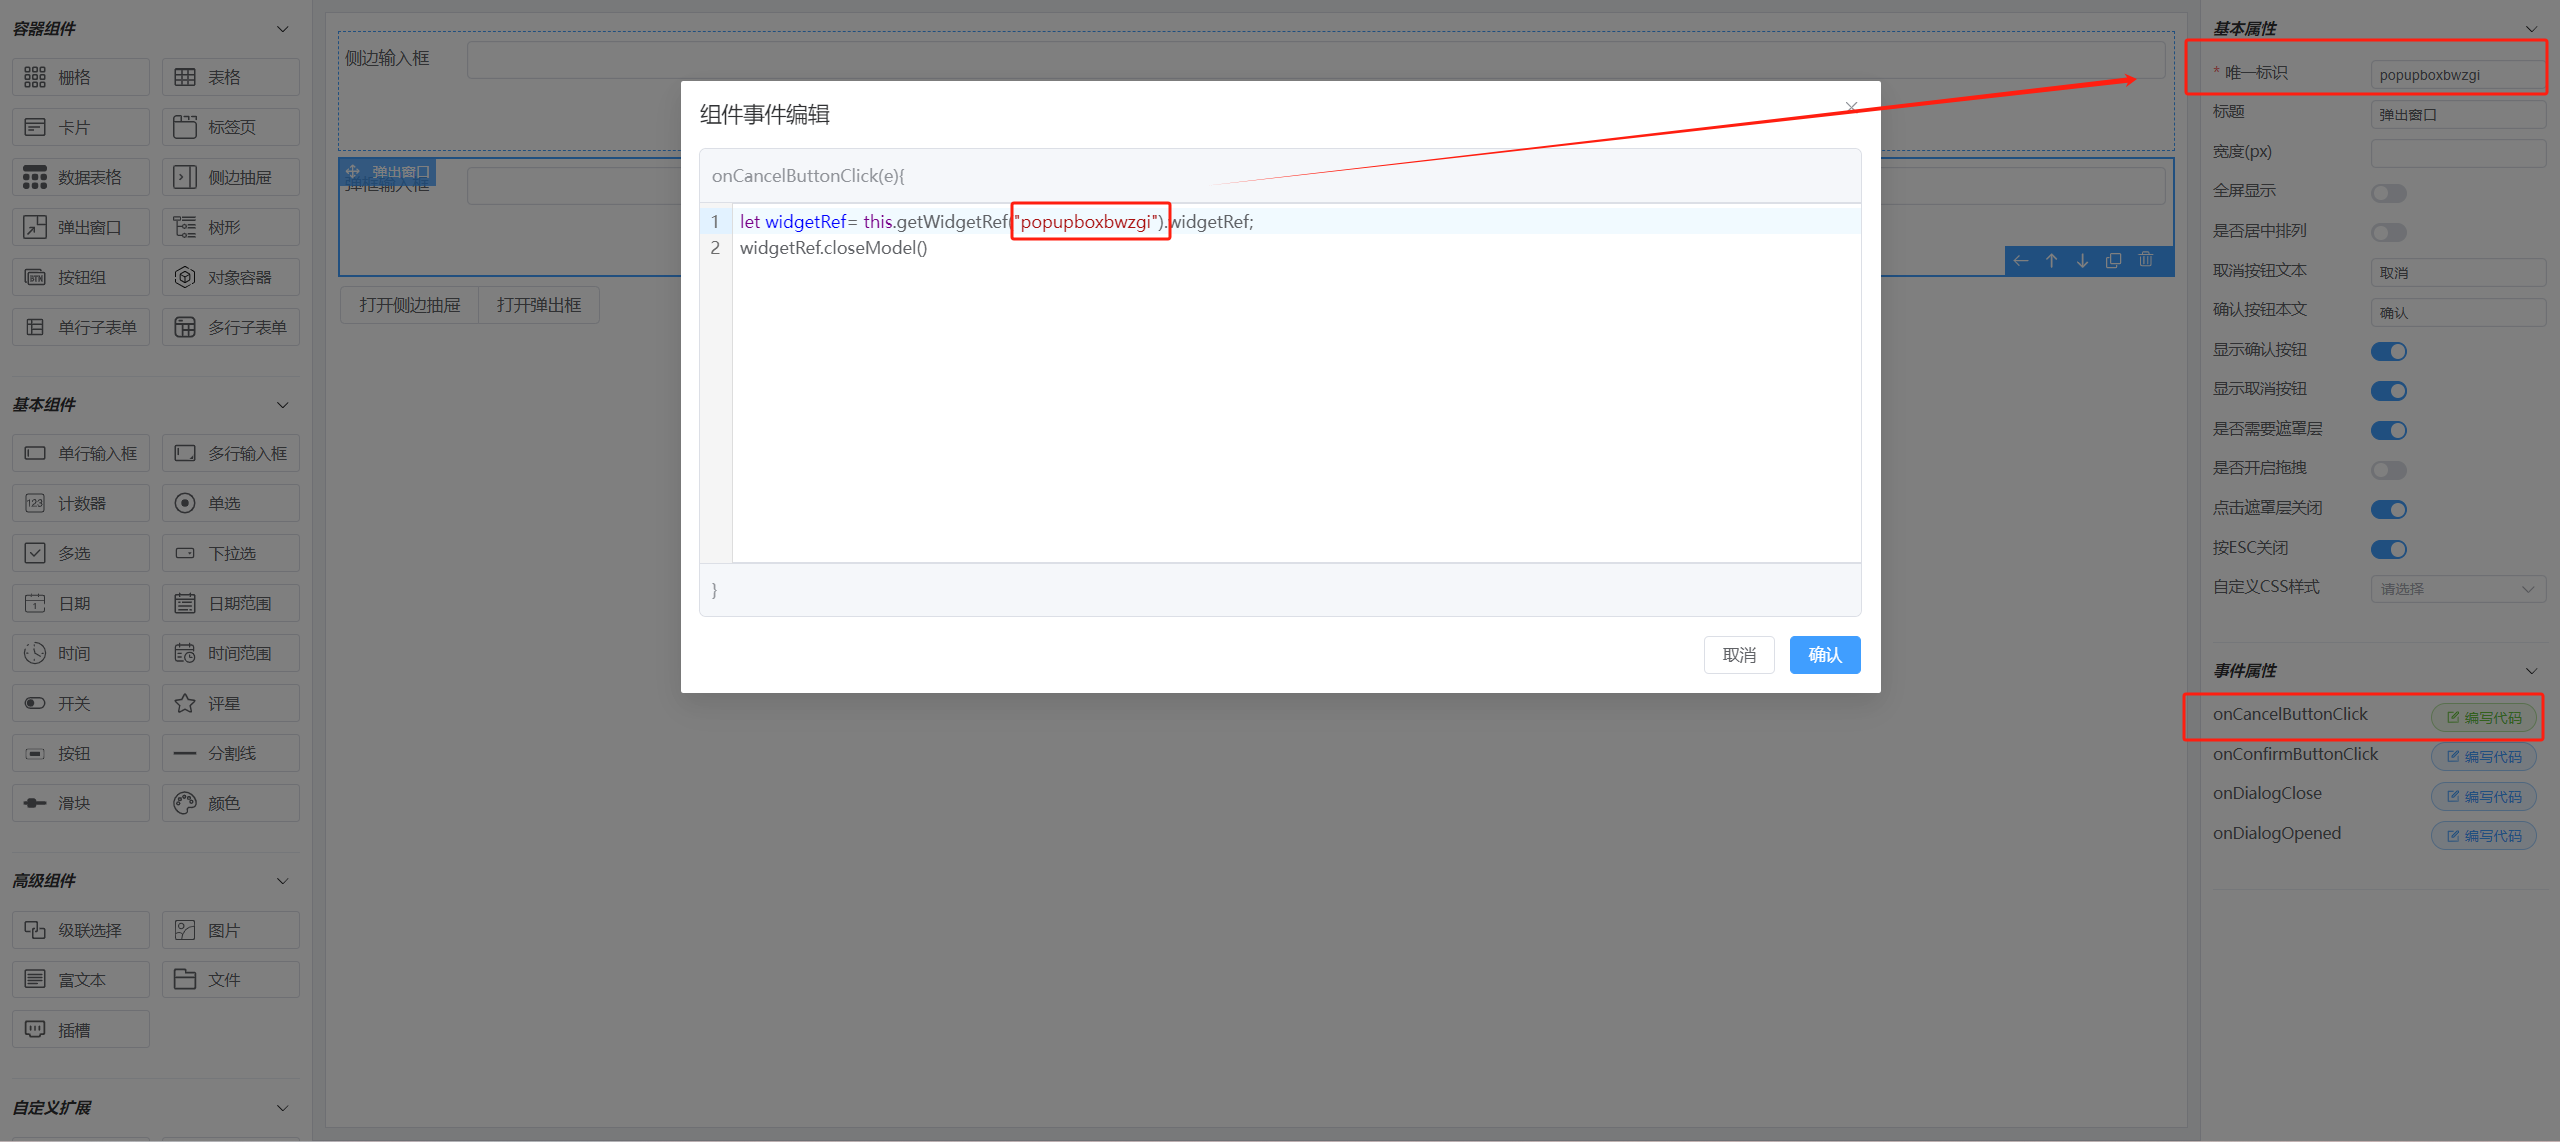 容器组件
栅格
表格
卡片
标签页
数据表格
侧边抽屉
弹出窗口
树形
按钮组
对象容器
单行子表单
多行子表单
基本组件
单行输入框
多行输入框
123
计数器
单选
多选
下拉选
日期
日期范围
时间
时间范围
开关
评星
按钮
分割线
滑块
颜色
高级组件
级联选择
图片
富文本
文件
插槽
自定义扩展
侧边输入框
弹出窗口
弹框输入框
打开侧边抽屉
打开弹出框
组件事件编辑
onCancelButtonClick(e){
1 let widgetRef= this.getWidgetRef("popupboxbwzgi").widgetRef;
2 widgetRef.closeModel()
}
取消
确认
基本属性
* 唯一标识 popupboxbwzgi
标题 弹出窗口
宽度(px)
全屏显示
是否居中排列
取消按钮文本 取消
确认按钮本文 确认
显示确认按钮
显示取消按钮
是否需要遮罩层
是否开启拖拽
点击遮罩层关闭
按ESC关闭
自定义CSS样式 请选择
事件属性
onCancelButtonClick 编写代码
onConfirmButtonClick 编写代码
onDialogClose 编写代码
onDialogOpened 编写代码